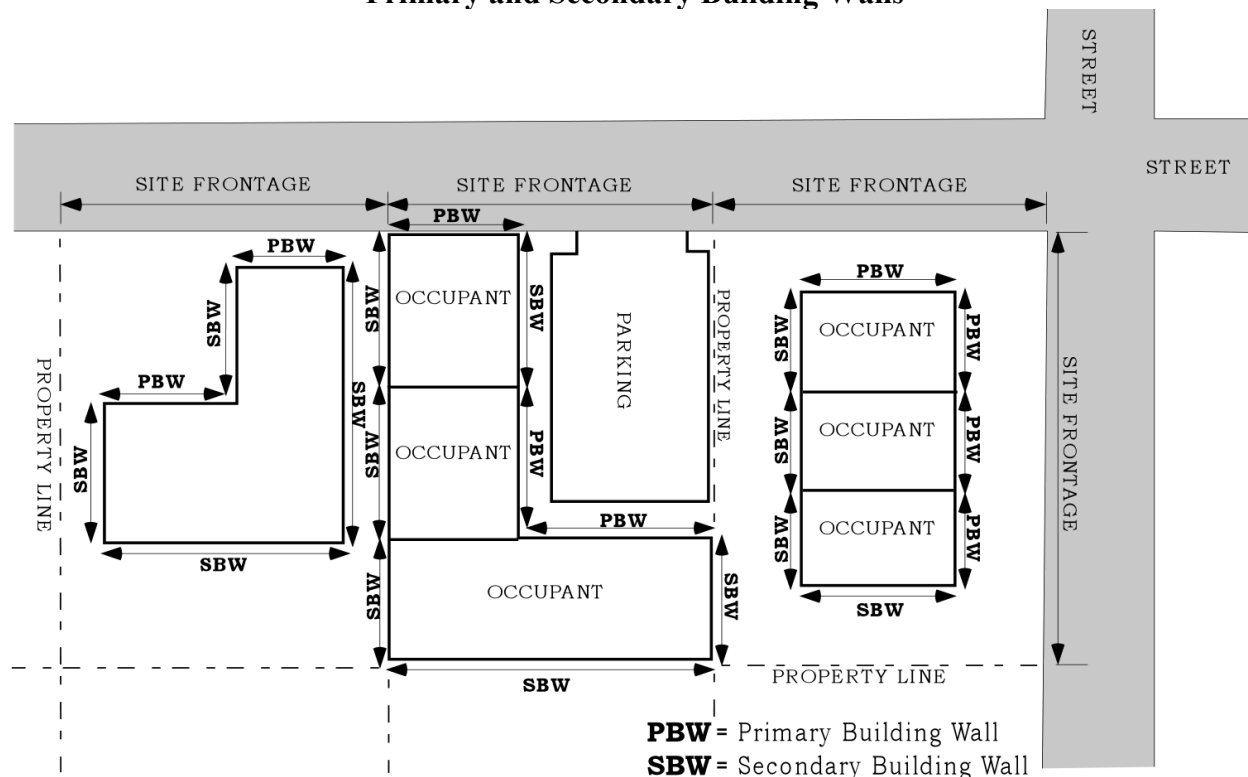 Primary and Secondary Building Walls
STREET
STREET
SITE FRONTAGE
SITE FRONTAGE
SITE FRONTAGE
PBW
PBW
PBW
SBW
SBW
SBW
OCCUPANT
SBW
PARKING
PROPERTY LINE
SBW
OCCUPANT
PBW
PROPERTY LINE
PBW
SBW
SBW
SBW
OCCUPANT
PBW
SBW
OCCUPANT
PBW
SITE FRONTAGE
PBW
SBW
OCCUPANT
PBW
SBW
SBW
OCCUPANT
SBW
SBW
SBW
PROPERTY LINE
PBW = Primary Building Wall
SBW = Secondary Building Wall